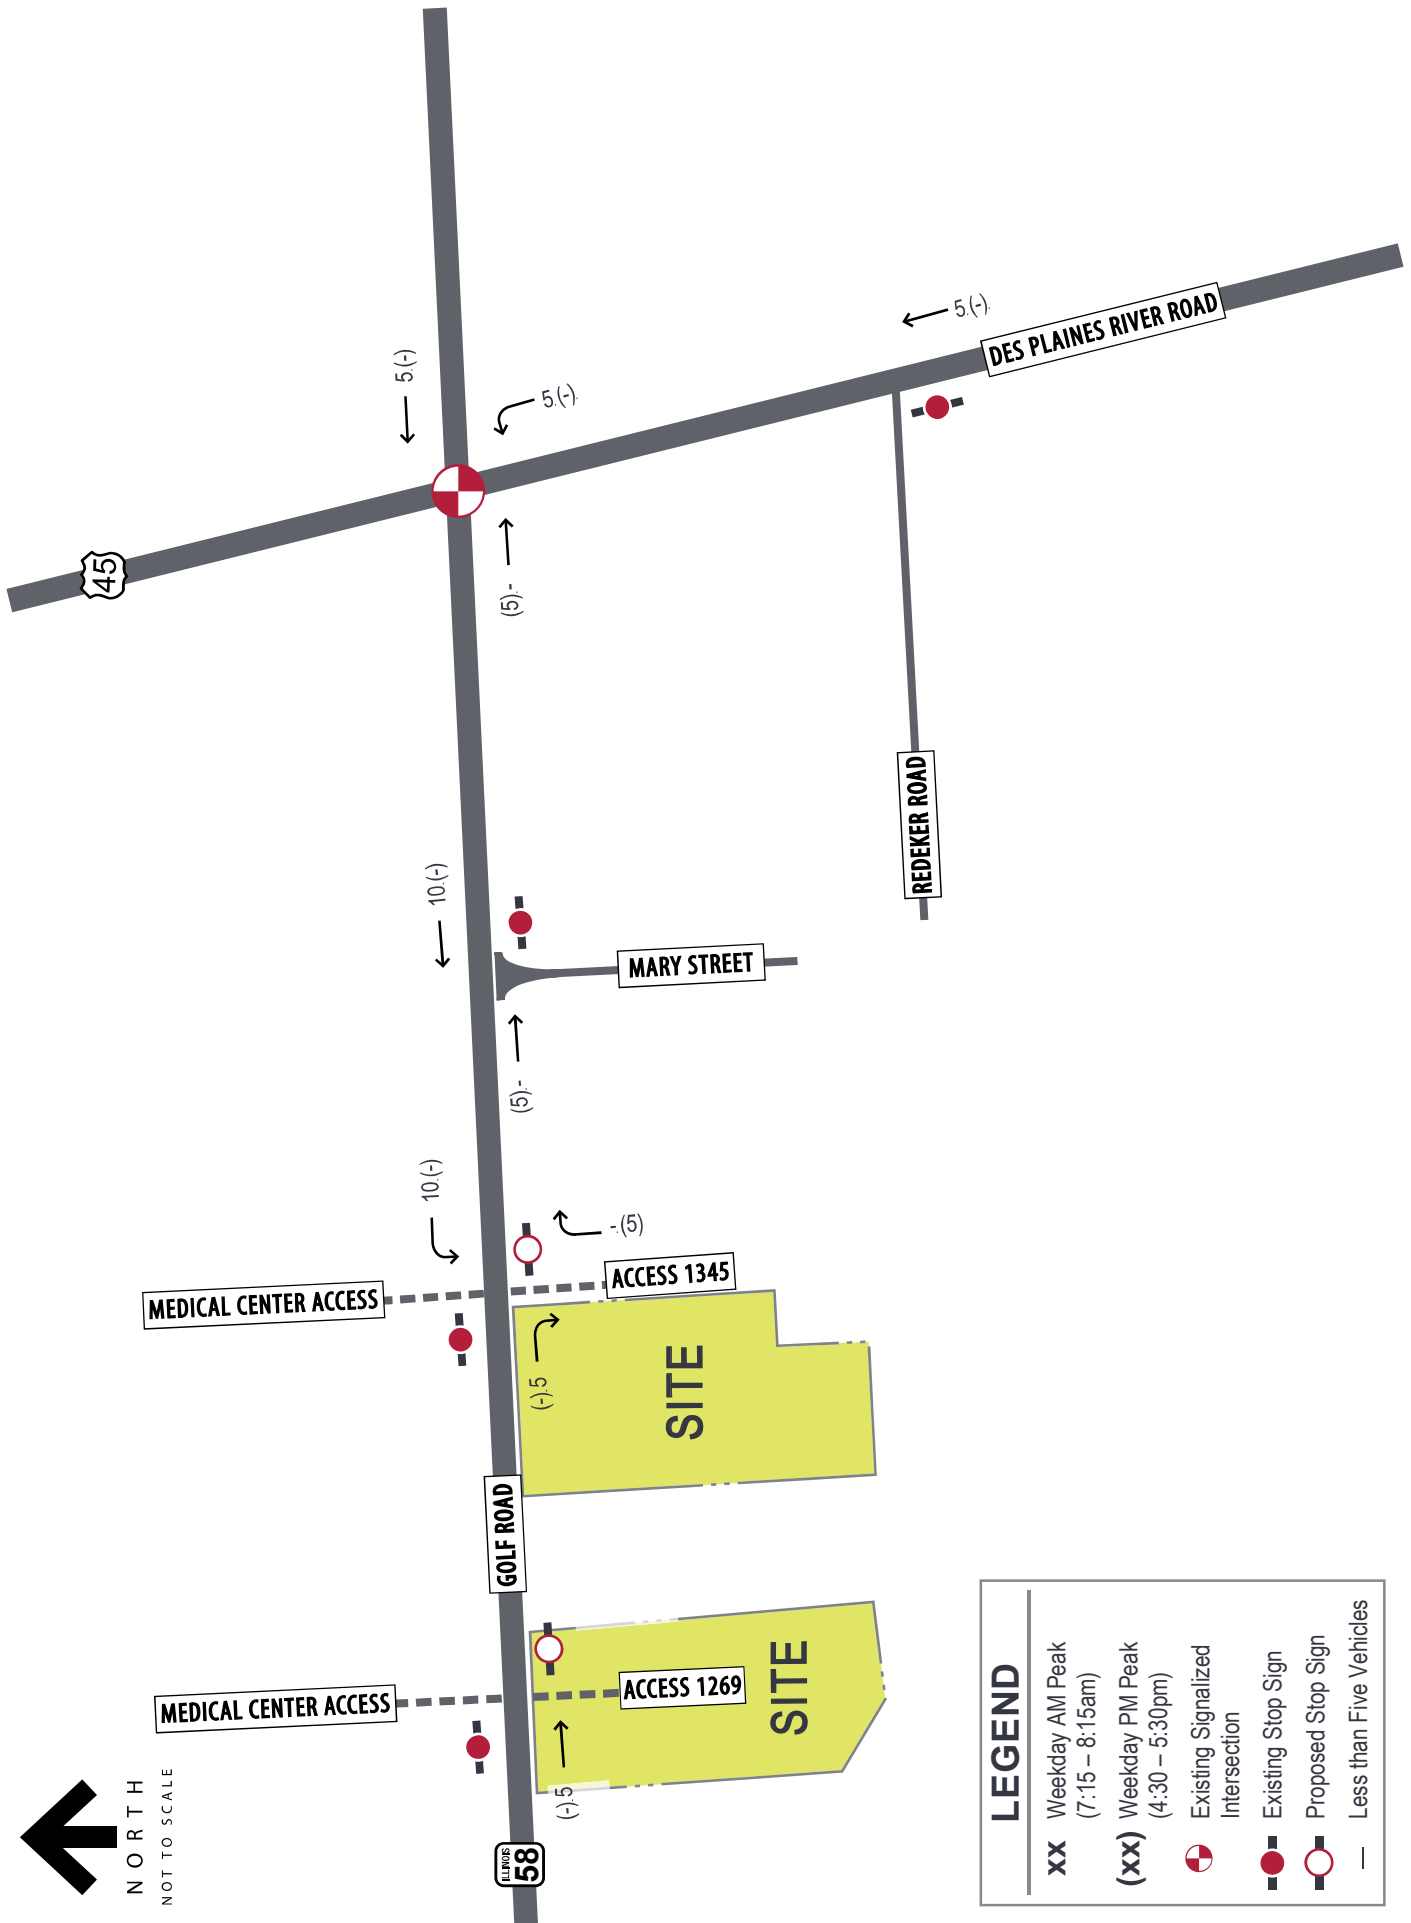 NORTH
NOT TO SCALE
45
5.(-)
5.(-).
5.(-).
DES PLAINES RIVER ROAD
(5).-
10.(-)
REDEKER ROAD
MARY STREET
(5).-
10.(-)
-.(5)
MEDICAL CENTER ACCESS
ACCESS 1345
(-).5
SITE
GOLF ROAD
MEDICAL CENTER ACCESS
ACCESS 1269
SITE
(-).5
ILLINOIS
58
LEGEND
XX Weekday AM Peak
(7:15 – 8:15am)
(XX) Weekday PM Peak
(4:30 – 5:30pm)
Existing Signalized
Intersection
Existing Stop Sign
Proposed Stop Sign
Less than Five Vehicles